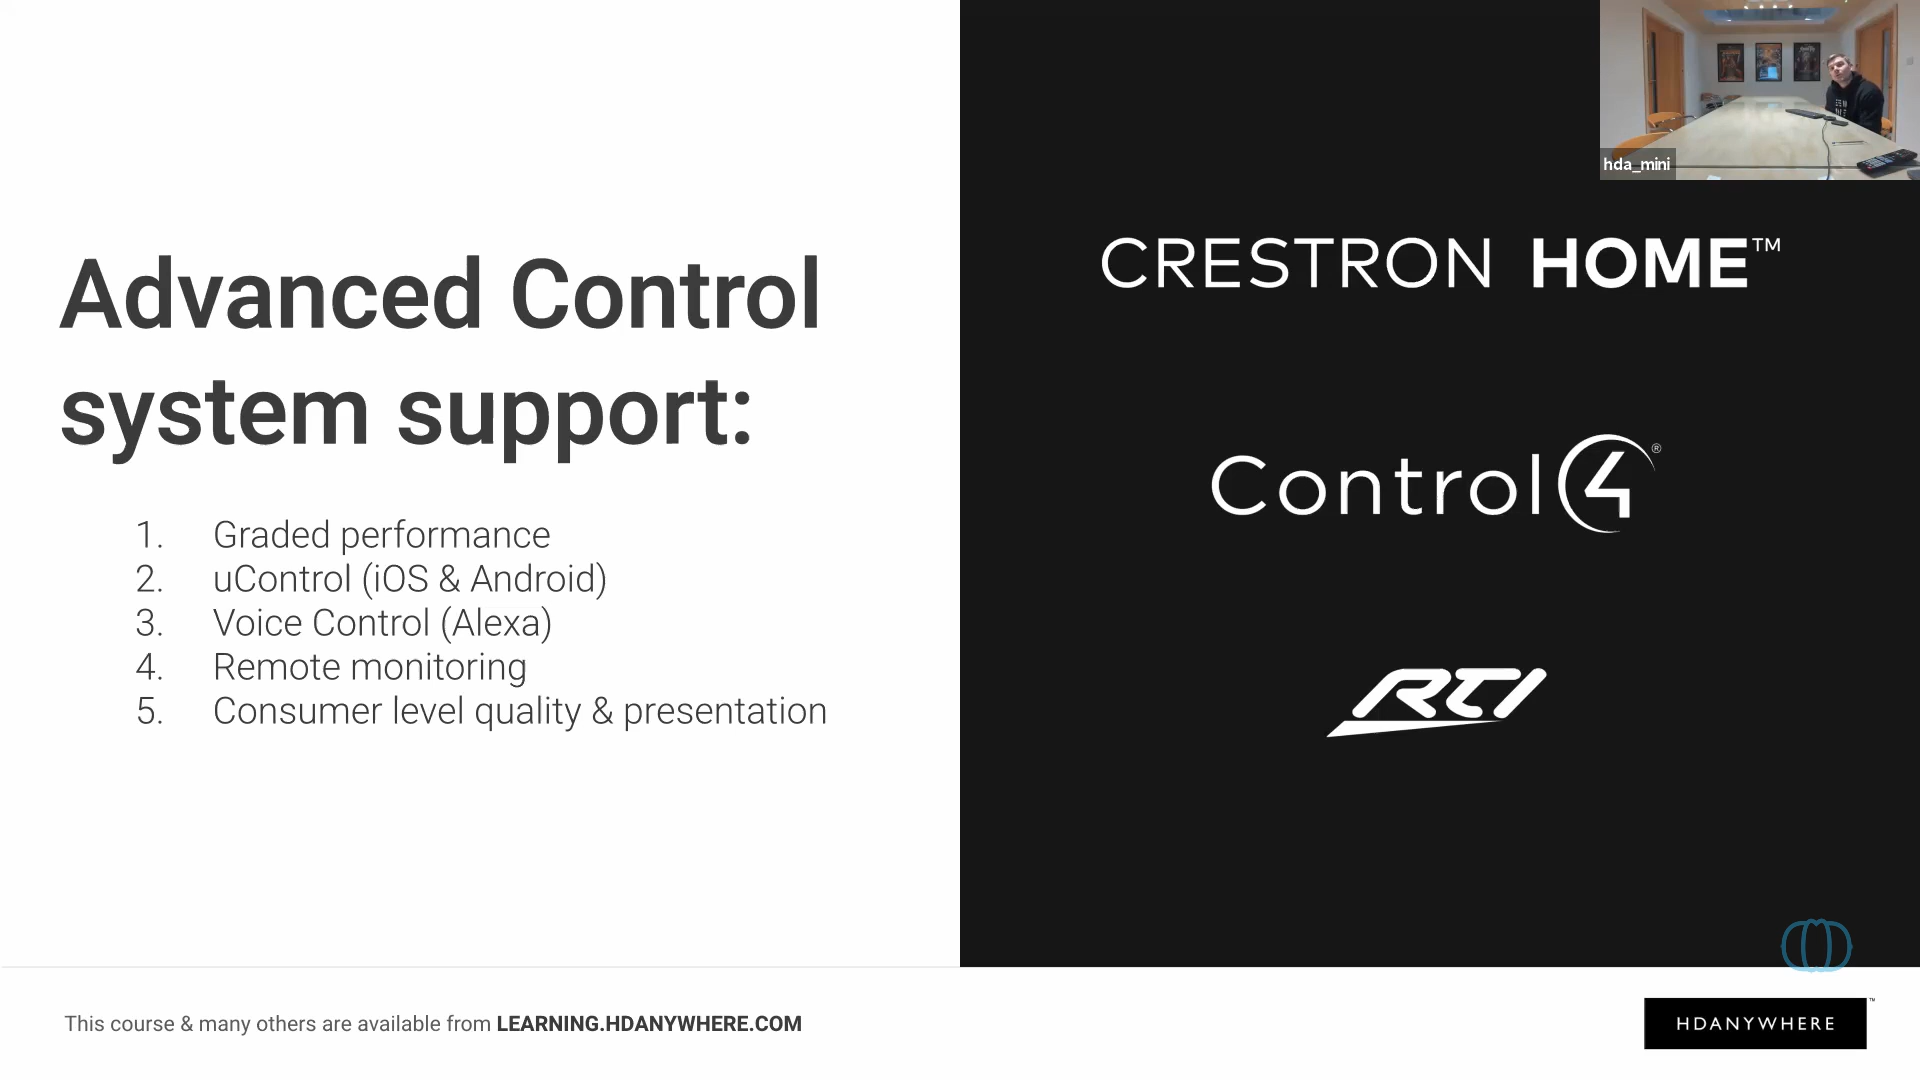 hda_mini
Advanced Control
system support:
1. Graded performance
2. uControl (iOS & Android)
3. Voice Control (Alexa)
4. Remote monitoring
5. Consumer level quality & presentation
CRESTRON HOME™
Control4®
RTI
This course & many others are available from LEARNING.HDANYWHERE.COM
HDANYWHERE™